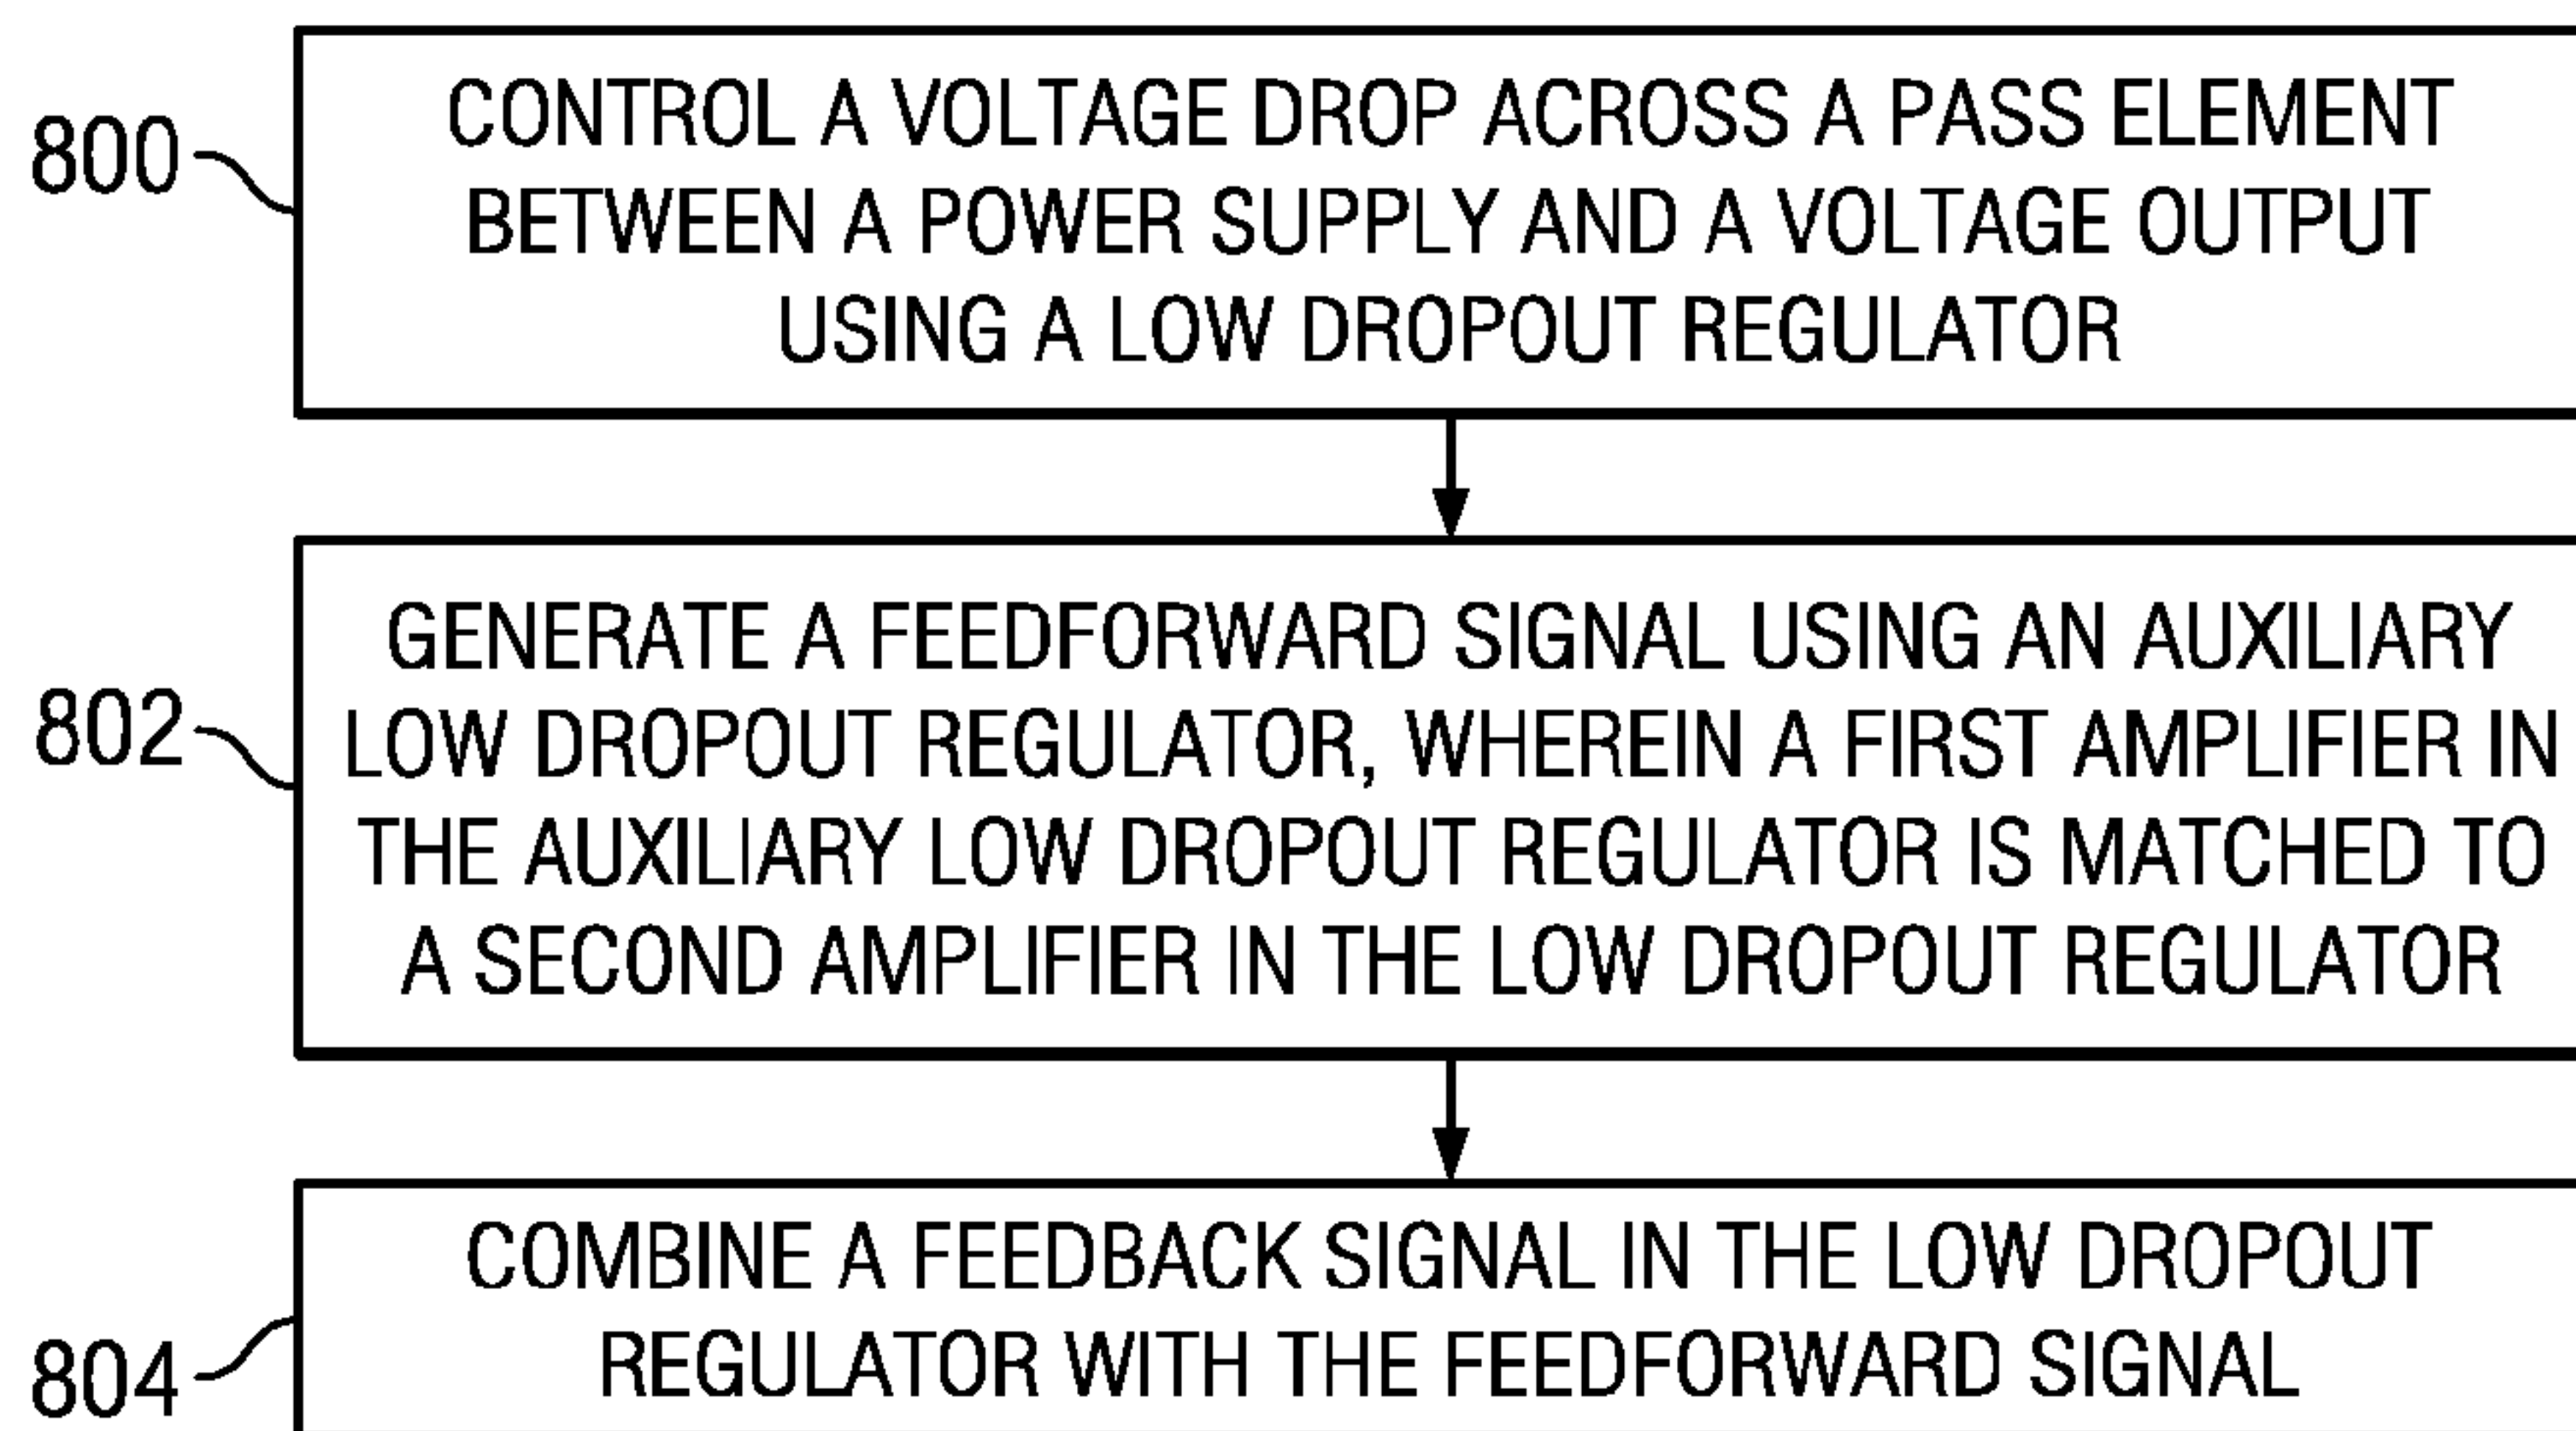 800
CONTROL A VOLTAGE DROP ACROSS A PASS ELEMENT
BETWEEN A POWER SUPPLY AND A VOLTAGE OUTPUT
USING A LOW DROPOUT REGULATOR
802
GENERATE A FEEDFORWARD SIGNAL USING AN AUXILIARY
LOW DROPOUT REGULATOR, WHEREIN A FIRST AMPLIFIER IN
THE AUXILIARY LOW DROPOUT REGULATOR IS MATCHED TO
A SECOND AMPLIFIER IN THE LOW DROPOUT REGULATOR
804
COMBINE A FEEDBACK SIGNAL IN THE LOW DROPOUT
REGULATOR WITH THE FEEDFORWARD SIGNAL